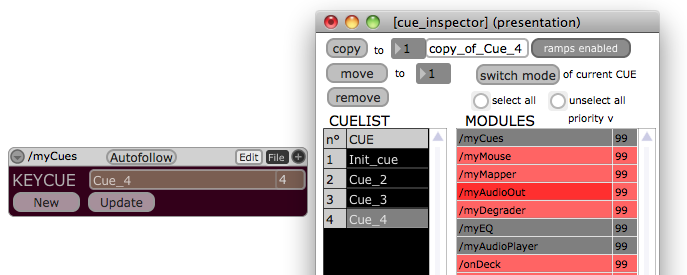 /myCues Autofollow Edit File +
KEYCUE Cue_4 4
New Update
[cue_inspector] (presentation)
copy to 1 copy_of_Cue_4 ramps enabled
move to 1 switch mode of current CUE
remove select all unselect all
CUELIST MODULES priority v
n° CUE
1 Init_cue
2 Cue_2
3 Cue_3
4 Cue_4
/myCues 99
/myMouse 99
/myMapper 99
/myAudioOut 99
/myDegrader 99
/myEQ 99
/myAudioPlayer 99
/onDeck 99